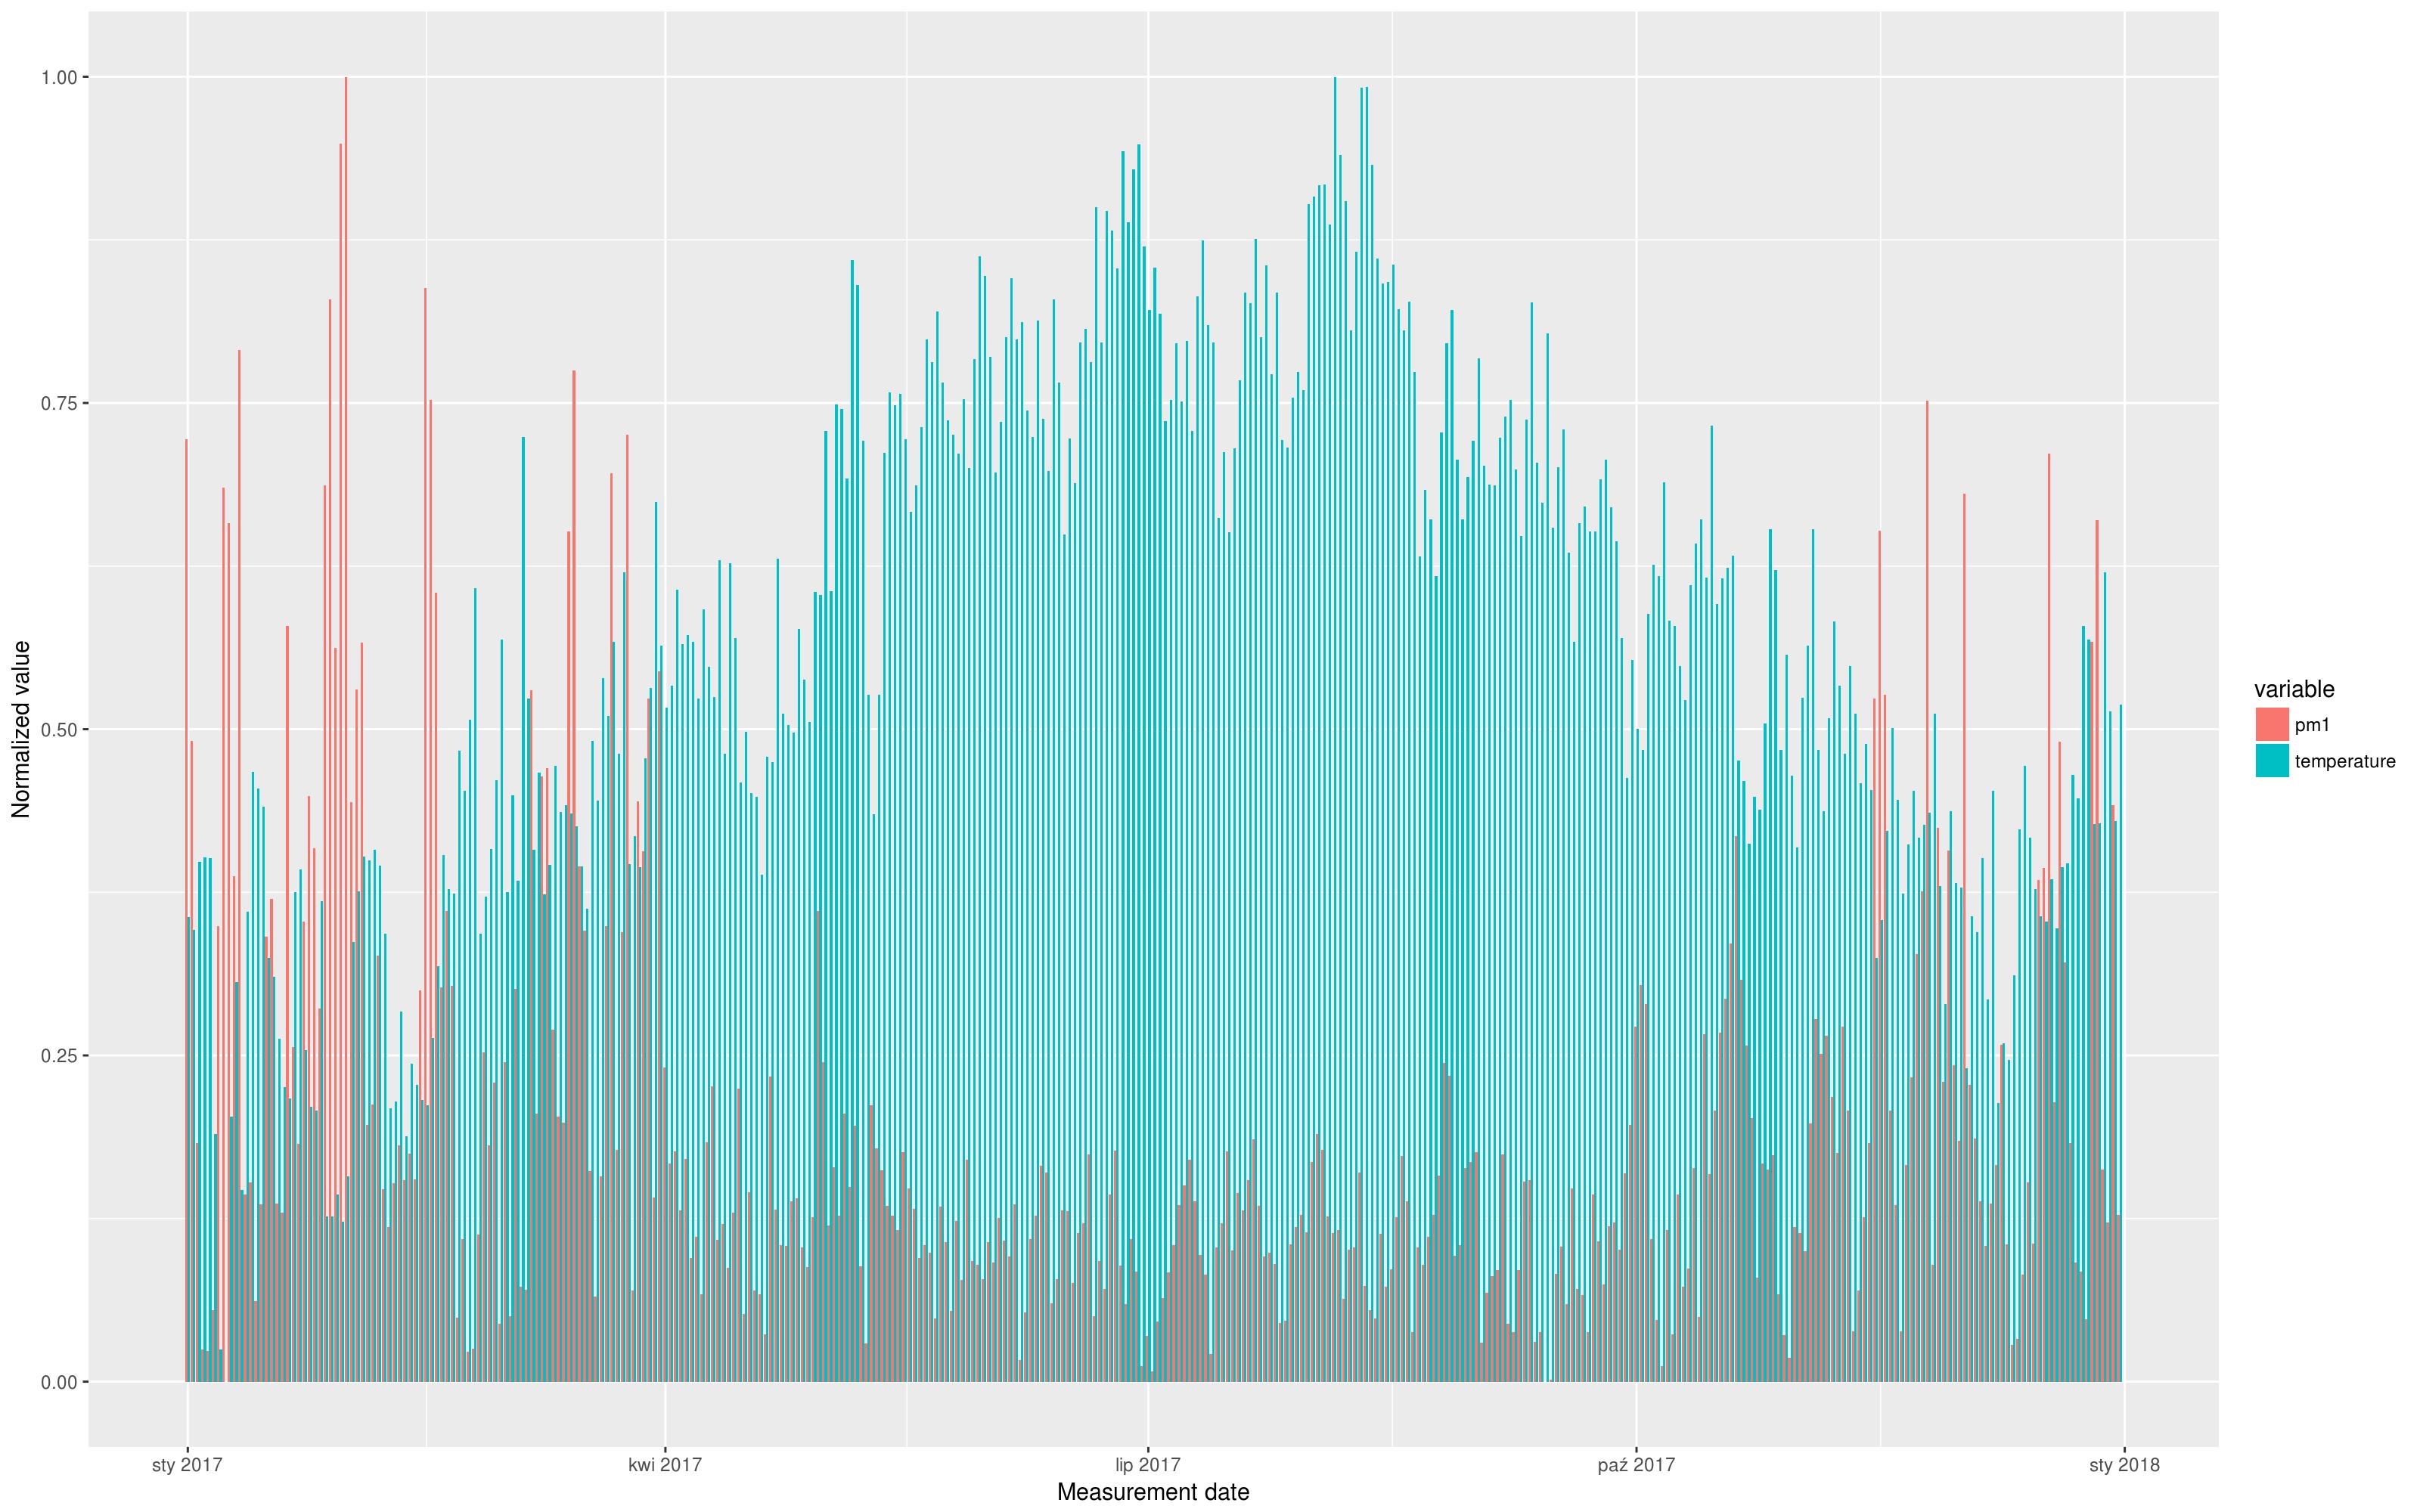 Normalized value
1.00
0.75
0.50
0.25
0.00
sty 2017
kwi 2017
lip 2017
paź 2017
sty 2018
Measurement date
variable
pm1
temperature